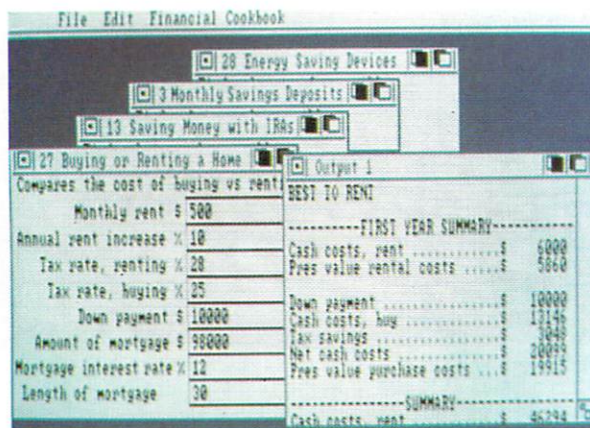 File Edit Financial Cookbook
28 Energy Saving Devices
3 Monthly Savings Deposits
13 Saving Money with IRAs
27 Buying or Renting a Home
Compares the cost of buying vs renti
Monthly rent $ 500
Annual rent increase % 10
Tax rate, renting % 28
Tax rate, buying % 25
Down payment $ 10000
Amount of mortgage $ 98000
Mortgage interest rate % 12
Length of mortgage 30
Output 1
BEST TO RENT
----------FIRST YEAR SUMMARY----------
Cash costs, rent ............$ 6000
Pres value rental costs .....$ 5860
Down payment ................$ 10000
Cash costs, buy .............$ 13146
Tax savings .................$ 3048
Net cash costs ..............$ 20099
Pres value purchase costs ...$ 19915
----------SUMMARY----------
Cash costs, rent ............$ 46294